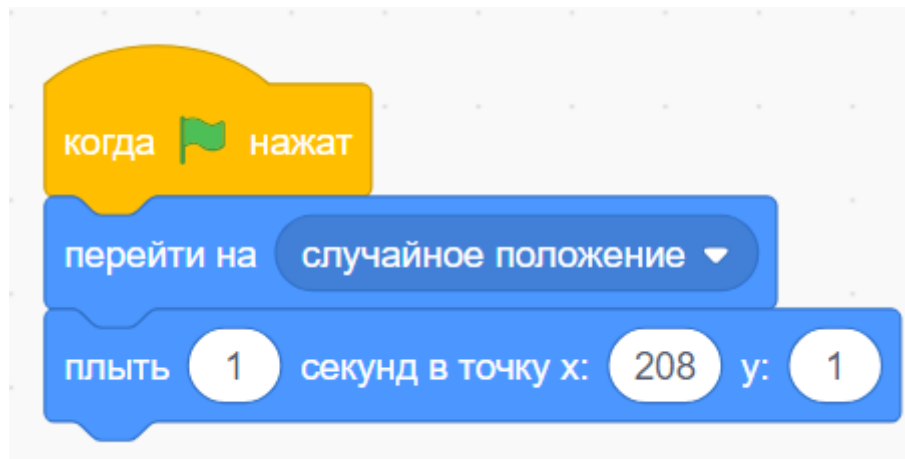 когда нажат
перейти на случайное положение
плыть 1 секунд в точку x: 208 y: 1